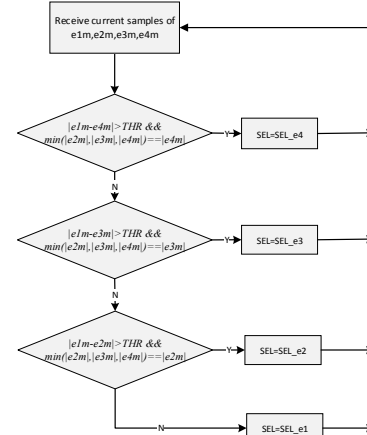 Receive current samples of
e1m,e2m,e3m,e4m
|e1m-e4m|>THR &&
min(|e2m|,|e3m|,|e4m|)==|e4m|
Y
SEL=SEL_e4
N
|e1m-e3m|>THR &&
min(|e2m|,|e3m|,|e4m|)==|e3m|
Y
SEL=SEL_e3
N
|e1m-e2m|>THR &&
min(|e2m|,|e3m|,|e4m|)==|e2m|
Y
SEL=SEL_e2
N
SEL=SEL_e1